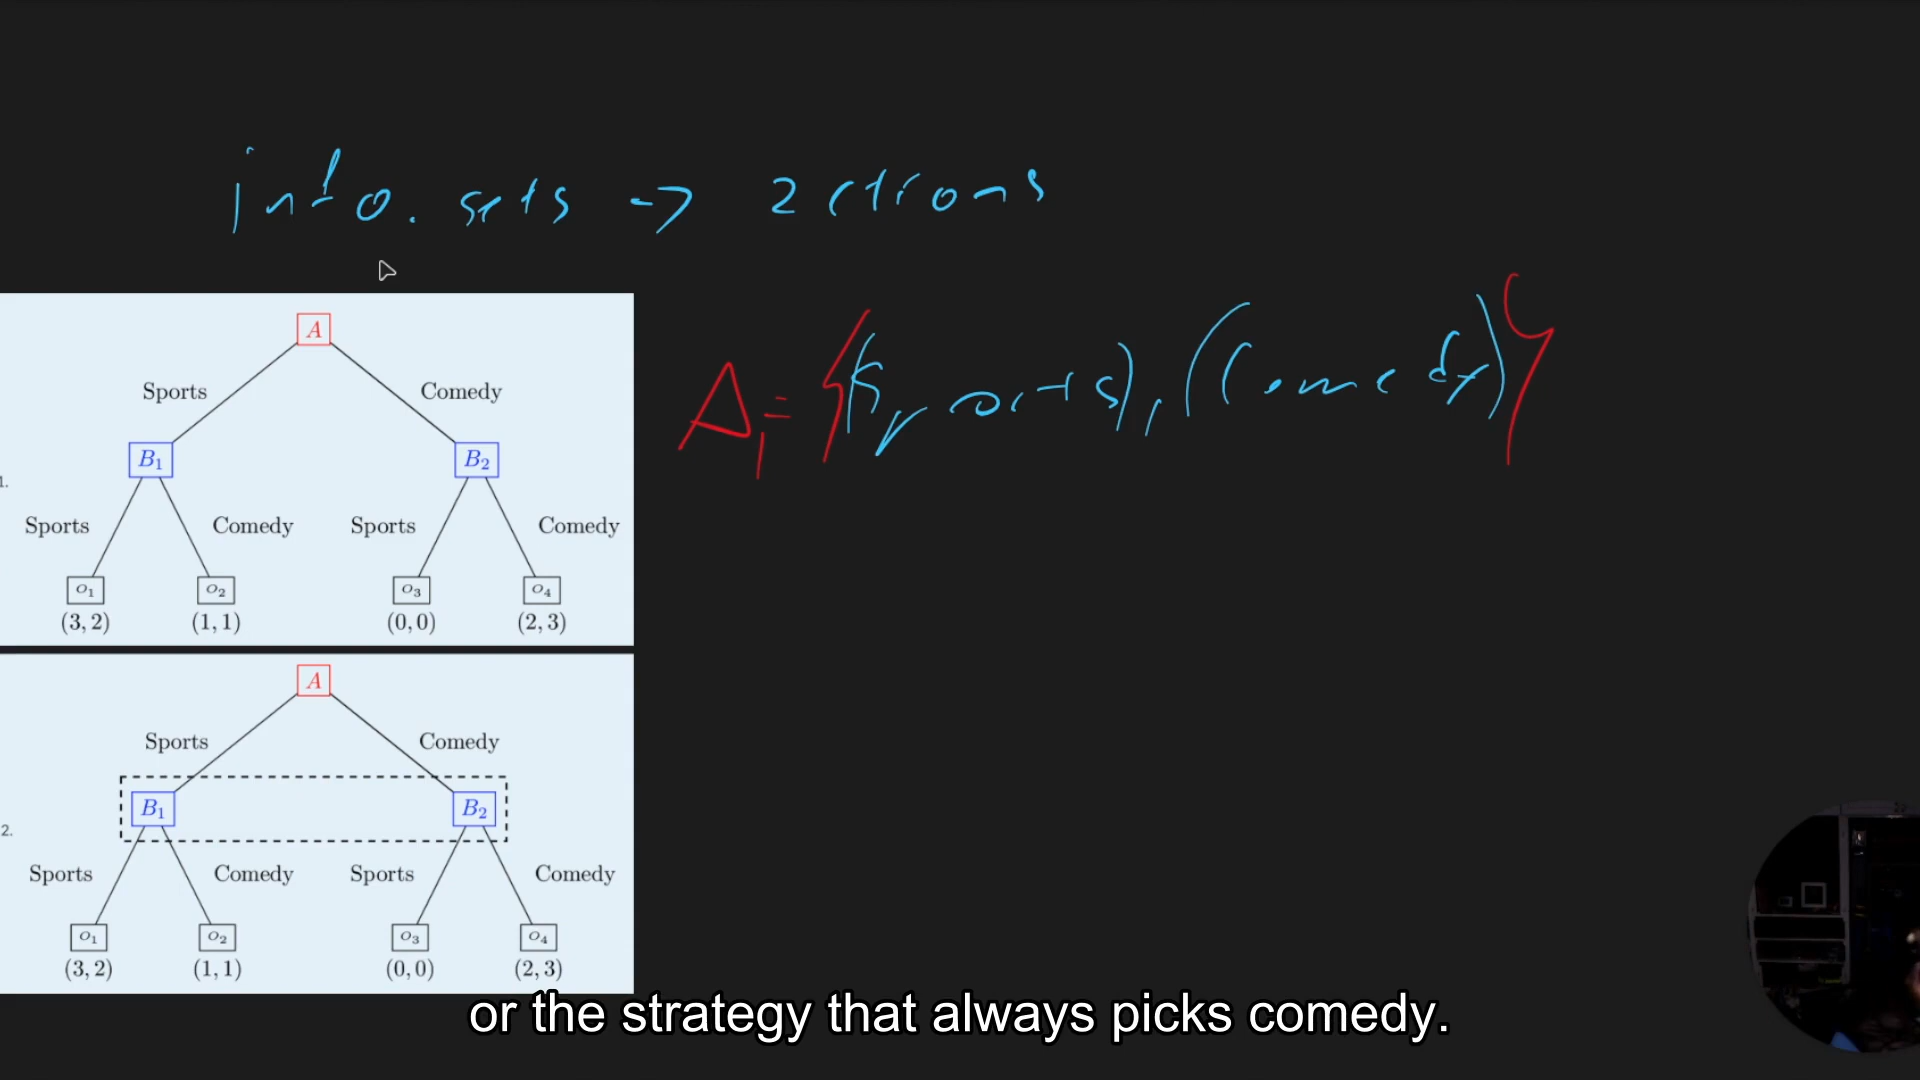 info. sets -> actions
A
Sports Comedy
B1 B2
1.
Sports Comedy Sports Comedy
o1 o2 o3 o4
(3, 2) (1, 1) (0, 0) (2, 3)
A1 = {(Sports), (Comedy)}
A
Sports Comedy
B1 B2
2.
Sports Comedy Sports Comedy
o1 o2 o3 o4
(3, 2) (1, 1) (0, 0) (2, 3)
or the strategy that always picks comedy.